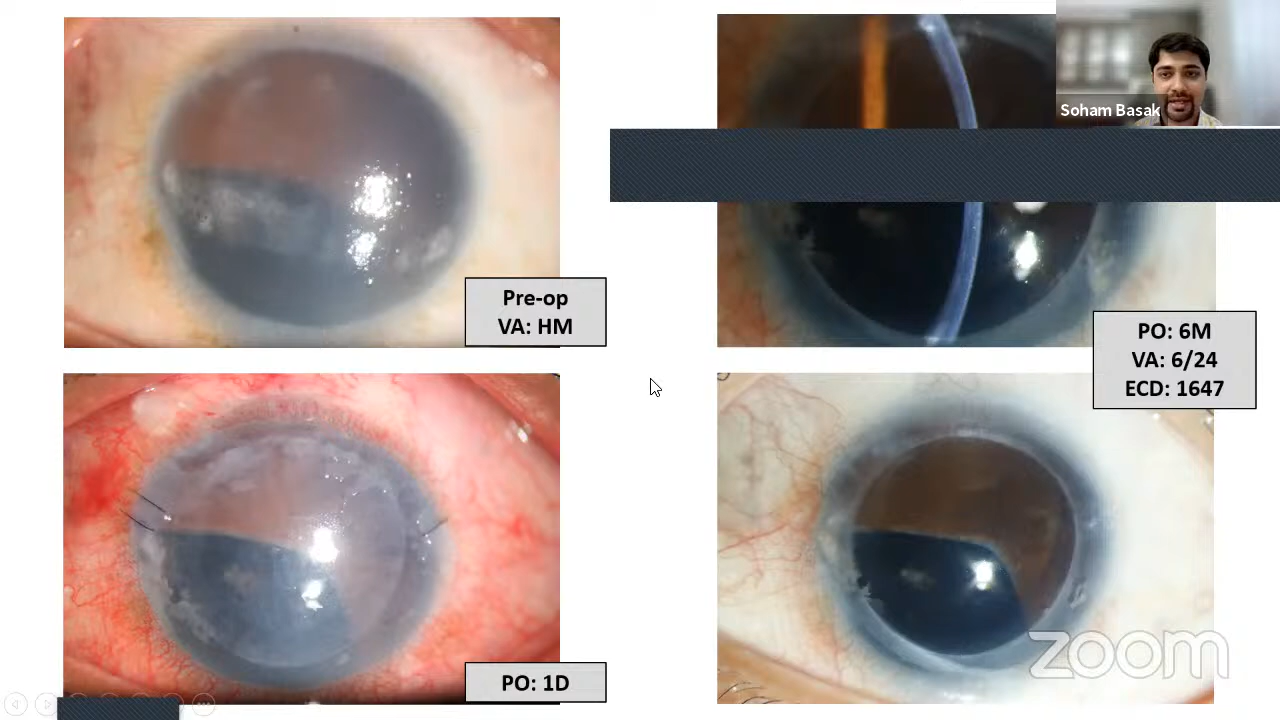 Soham Basak
Pre-op
VA: HM
PO: 6M
VA: 6/24
ECD: 1647
PO: 1D
zoom